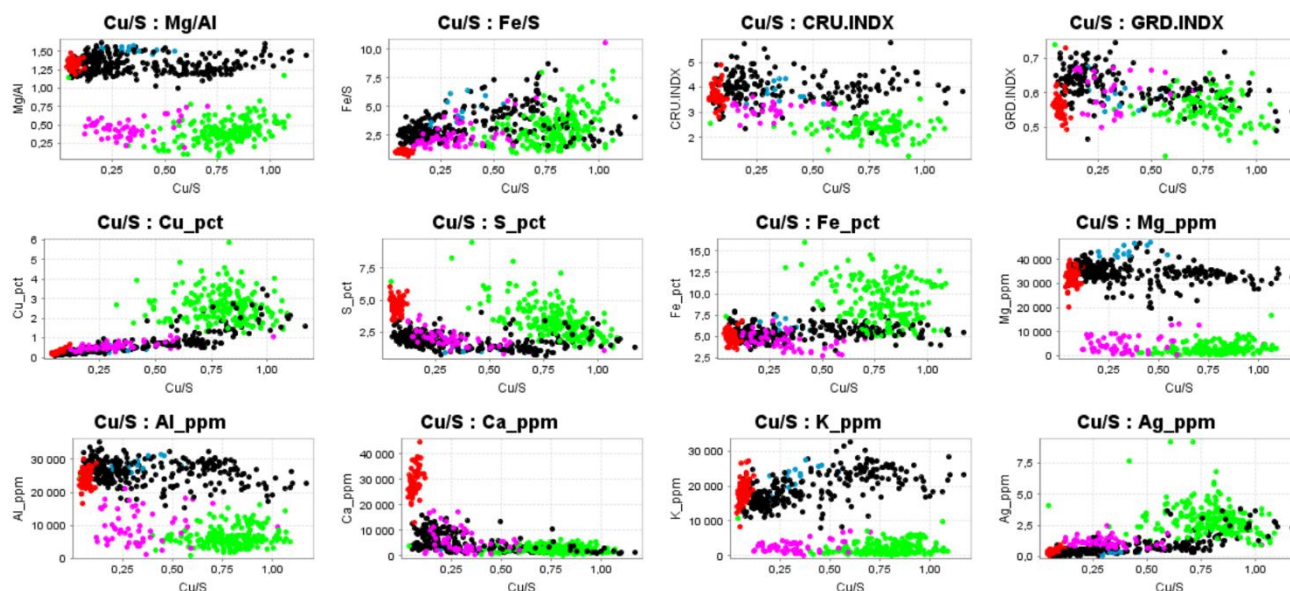 Cu/S : Mg/Al
Cu/S : Fe/S
Cu/S : CRU.INDX
Cu/S : GRD.INDX
1,50
1,25
1,00
0,75
0,50
0,25
Mg/Al
0,25 0,50 0,75 1,00
Cu/S
10,0
7,5
5,0
2,5
Fe/S
0,25 0,50 0,75 1,00
Cu/S
5
4
3
2
CRU.INDX
0,25 0,50 0,75 1,00
Cu/S
0,7
0,6
0,5
GRD.INDX
0,25 0,50 0,75 1,00
Cu/S
Cu/S : Cu_pct
Cu/S : S_pct
Cu/S : Fe_pct
Cu/S : Mg_ppm
6
5
4
3
2
1
0
Cu_pct
0,25 0,50 0,75 1,00
Cu/S
7,5
5,0
2,5
S_pct
0,25 0,50 0,75 1,00
Cu/S
15,0
12,5
10,0
7,5
5,0
2,5
Fe_pct
0,25 0,50 0,75 1,00
Cu/S
40 000
30 000
20 000
10 000
0
Mg_ppm
0,25 0,50 0,75 1,00
Cu/S
Cu/S : Al_ppm
Cu/S : Ca_ppm
Cu/S : K_ppm
Cu/S : Ag_ppm
30 000
20 000
10 000
0
Al_ppm
0,25 0,50 0,75 1,00
Cu/S
40 000
30 000
20 000
10 000
0
Ca_ppm
0,25 0,50 0,75 1,00
Cu/S
30 000
20 000
10 000
0
K_ppm
0,25 0,50 0,75 1,00
Cu/S
7,5
5,0
2,5
0,0
Ag_ppm
0,25 0,50 0,75 1,00
Cu/S